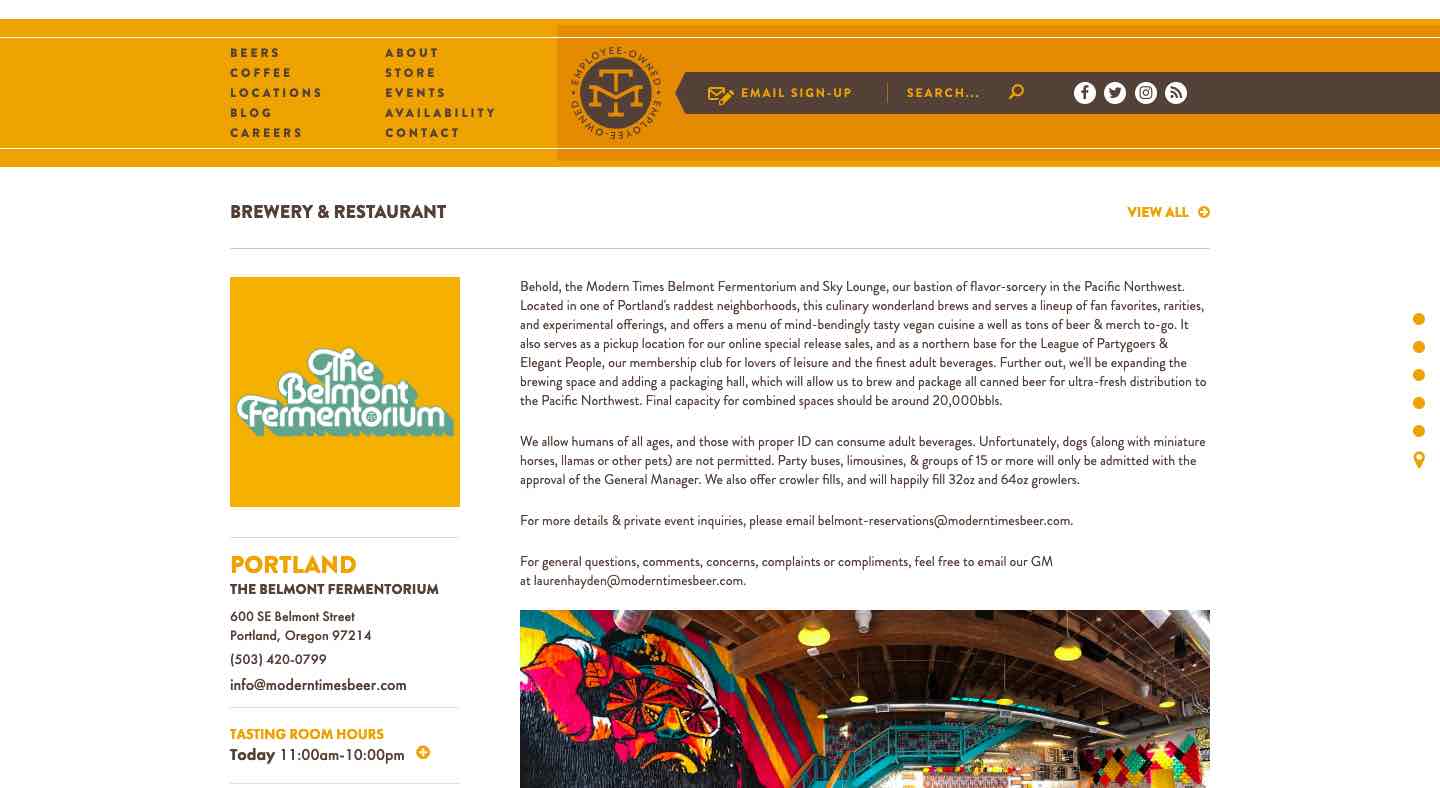 BEERS
COFFEE
LOCATIONS
BLOG
CAREERS
ABOUT
STORE
EVENTS
AVAILABILITY
CONTACT
EMPLOYEE-OWNED • EMPLOYEE-OWNED •
MT
EMAIL SIGN-UP
SEARCH...
BREWERY & RESTAURANT
VIEW ALL
The
Belmont
Fermentorium
PORTLAND
THE BELMONT FERMENTORIUM
600 SE Belmont Street
Portland, Oregon 97214
(503) 420-0799
info@moderntimesbeer.com
TASTING ROOM HOURS
Today 11:00am-10:00pm
Behold, the Modern Times Belmont Fermentorium and Sky Lounge, our bastion of flavor-sorcery in the Pacific Northwest.
Located in one of Portland's raddest neighborhoods, this culinary wonderland brews and serves a lineup of fan favorites, rarities,
and experimental offerings, and offers a menu of mind-bendingly tasty vegan cuisine a well as tons of beer & merch to-go. It
also serves as a pickup location for our online special release sales, and as a northern base for the League of Partygoers &
Elegant People, our membership club for lovers of leisure and the finest adult beverages. Further out, we'll be expanding the
brewing space and adding a packaging hall, which will allow us to brew and package all canned beer for ultra-fresh distribution to
the Pacific Northwest. Final capacity for combined spaces should be around 20,000bbls.
We allow humans of all ages, and those with proper ID can consume adult beverages. Unfortunately, dogs (along with miniature
horses, llamas or other pets) are not permitted. Party buses, limousines, & groups of 15 or more will only be admitted with the
approval of the General Manager. We also offer crowler fills, and will happily fill 32oz and 64oz growlers.
For more details & private event inquiries, please email belmont-reservations@moderntimesbeer.com.
For general questions, comments, concerns, complaints or compliments, feel free to email our GM
at laurenhayden@moderntimesbeer.com.